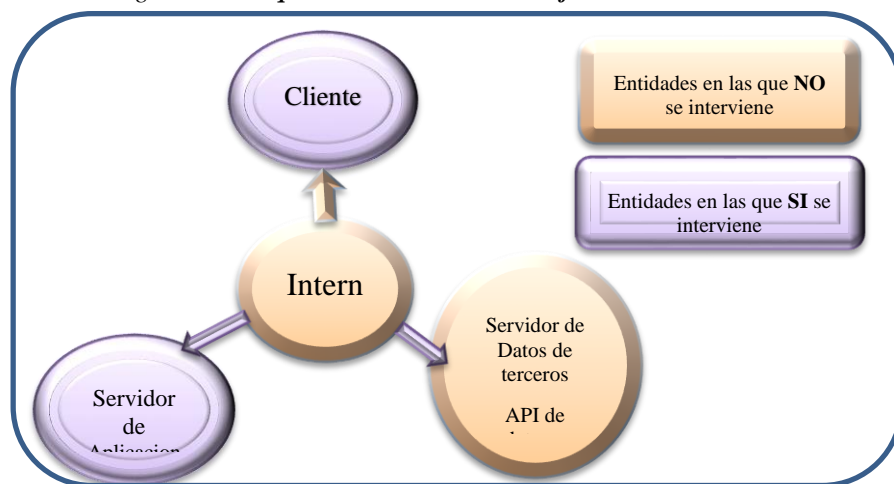 Cliente
Entidades en las que NO
se interviene
Entidades en las que SI se
interviene
Intern
Servidor de
Datos de
terceros
API de
Servidor
de
Aplicacion